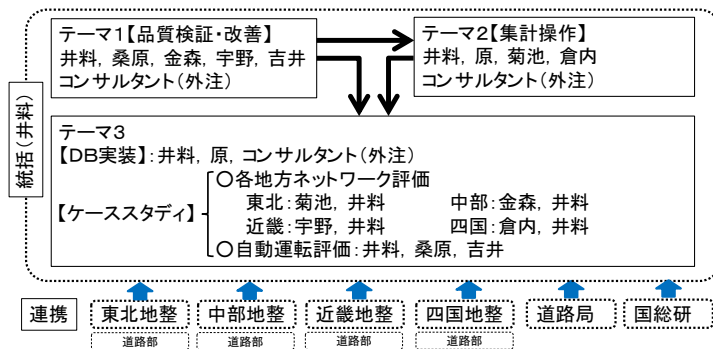 テーマ1【品質検証・改善】
井料, 桑原, 金森, 宇野, 吉井
コンサルタント(外注)
テーマ2【集計操作】
井料, 原, 菊池, 倉内
コンサルタント(外注)
統括(井料)
テーマ3
【DB実装】:井料, 原, コンサルタント(外注)
【ケーススタディ】
○各地方ネットワーク評価
東北:菊池, 井料 中部:金森, 井料
近畿:宇野, 井料 四国:倉内, 井料
○自動運転評価:井料, 桑原, 吉井
連携 東北地整 中部地整 近畿地整 四国地整 道路局 国総研
道路部 道路部 道路部 道路部